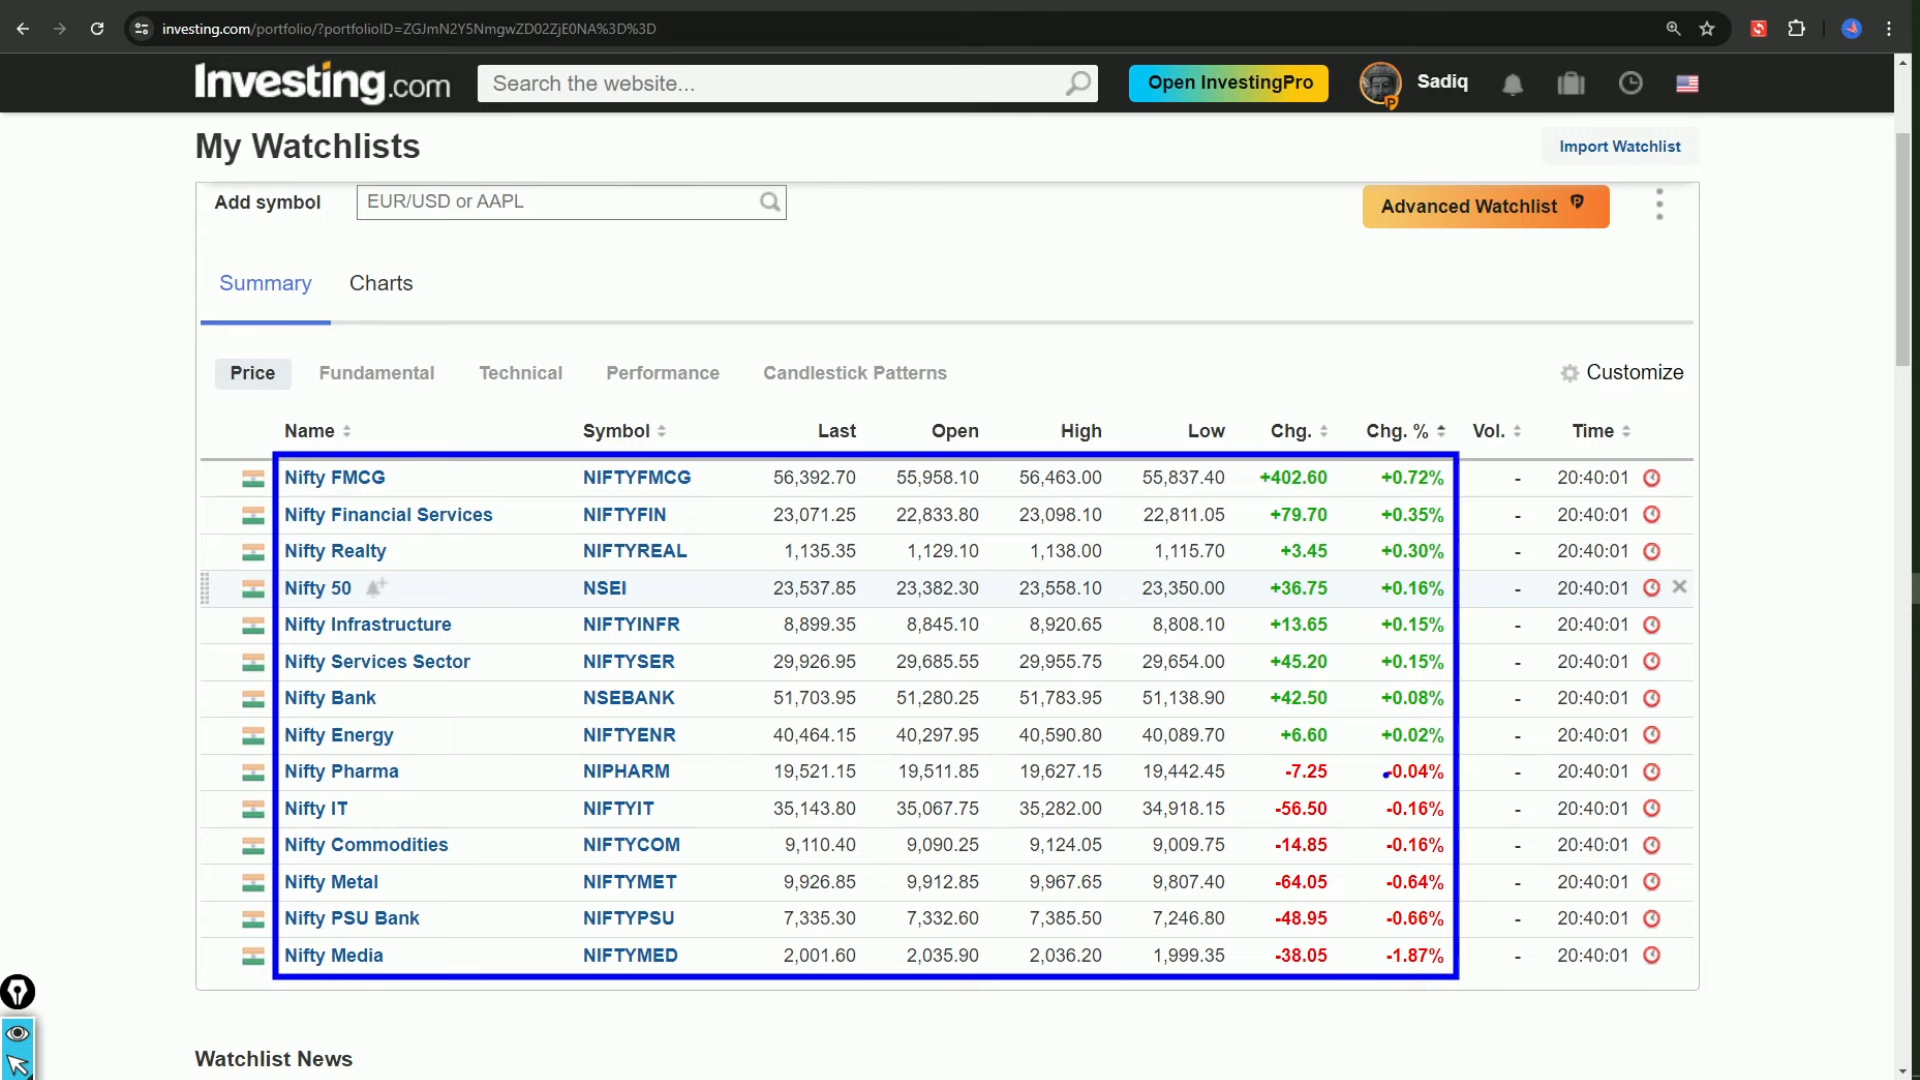 investing.com/portfolio/?portfolioID=ZGJmN2Y5NmgwZD02ZjE0NA%3D%3D
Investing.com
Search the website...
Open InvestingPro
Sadiq
My Watchlists
Import Watchlist
Add symbol
EUR/USD or AAPL
Advanced Watchlist
Summary Charts
Price Fundamental Technical Performance Candlestick Patterns Customize
Name Symbol Last Open High Low Chg. Chg. % Vol. Time
Nifty FMCG NIFTYFMCG 56,392.70 55,958.10 56,463.00 55,837.40 +402.60 +0.72% - 20:40:01
Nifty Financial Services NIFTYFIN 23,071.25 22,833.80 23,098.10 22,811.05 +79.70 +0.35% - 20:40:01
Nifty Realty NIFTYREAL 1,135.35 1,129.10 1,138.00 1,115.70 +3.45 +0.30% - 20:40:01
Nifty 50 NSEI 23,537.85 23,382.30 23,558.10 23,350.00 +36.75 +0.16% - 20:40:01
Nifty Infrastructure NIFTYINFR 8,899.35 8,845.10 8,920.65 8,808.10 +13.65 +0.15% - 20:40:01
Nifty Services Sector NIFTYSER 29,926.95 29,685.55 29,955.75 29,654.00 +45.20 +0.15% - 20:40:01
Nifty Bank NSEBANK 51,703.95 51,280.25 51,783.95 51,138.90 +42.50 +0.08% - 20:40:01
Nifty Energy NIFTYENR 40,464.15 40,297.95 40,590.80 40,089.70 +6.60 +0.02% - 20:40:01
Nifty Pharma NIPHARM 19,521.15 19,511.85 19,627.15 19,442.45 -7.25 -0.04% - 20:40:01
Nifty IT NIFTYIT 35,143.80 35,067.75 35,282.00 34,918.15 -56.50 -0.16% - 20:40:01
Nifty Commodities NIFTYCOM 9,110.40 9,090.25 9,124.05 9,009.75 -14.85 -0.16% - 20:40:01
Nifty Metal NIFTYMET 9,926.85 9,912.85 9,967.65 9,807.40 -64.05 -0.64% - 20:40:01
Nifty PSU Bank NIFTYPSU 7,335.30 7,332.60 7,385.50 7,246.80 -48.95 -0.66% - 20:40:01
Nifty Media NIFTYMED 2,001.60 2,035.90 2,036.20 1,999.35 -38.05 -1.87% - 20:40:01
Watchlist News